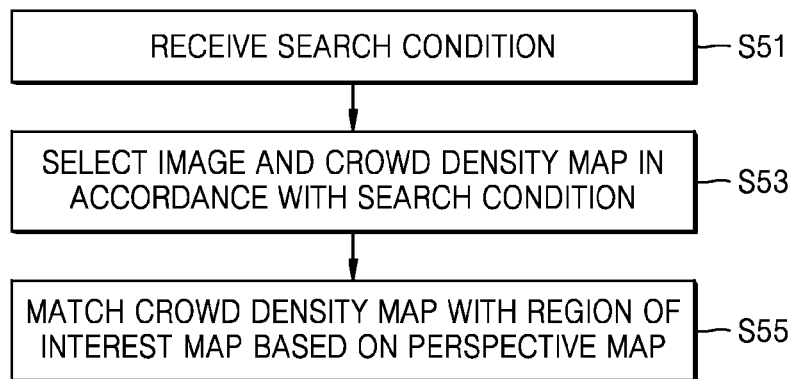 RECEIVE SEARCH CONDITION
S51
SELECT IMAGE AND CROWD DENSITY MAP IN
ACCORDANCE WITH SEARCH CONDITION
S53
MATCH CROWD DENSITY MAP WITH REGION OF
INTEREST MAP BASED ON PERSPECTIVE MAP
S55